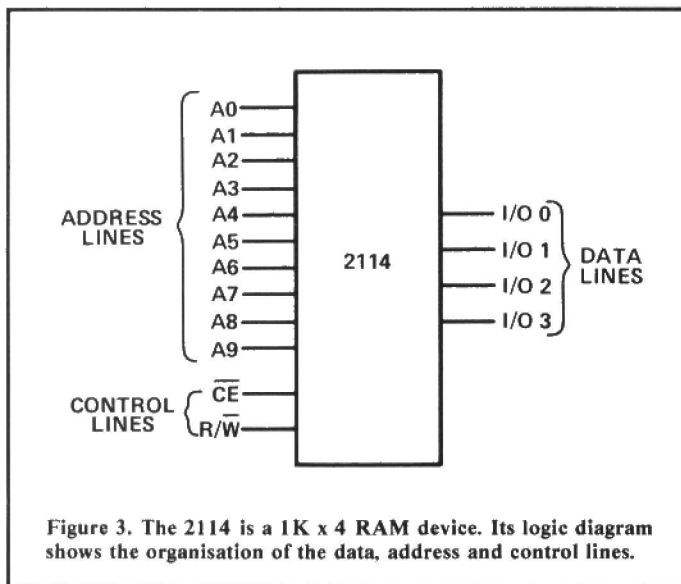 A0
A1
A2
A3
A4
A5
A6
A7
A8
A9
ADDRESS
LINES
CE
R/W
CONTROL
LINES
2114
I/O 0
I/O 1
I/O 2
I/O 3
DATA
LINES
Figure 3. The 2114 is a 1K x 4 RAM device. Its logic diagram
shows the organisation of the data, address and control lines.